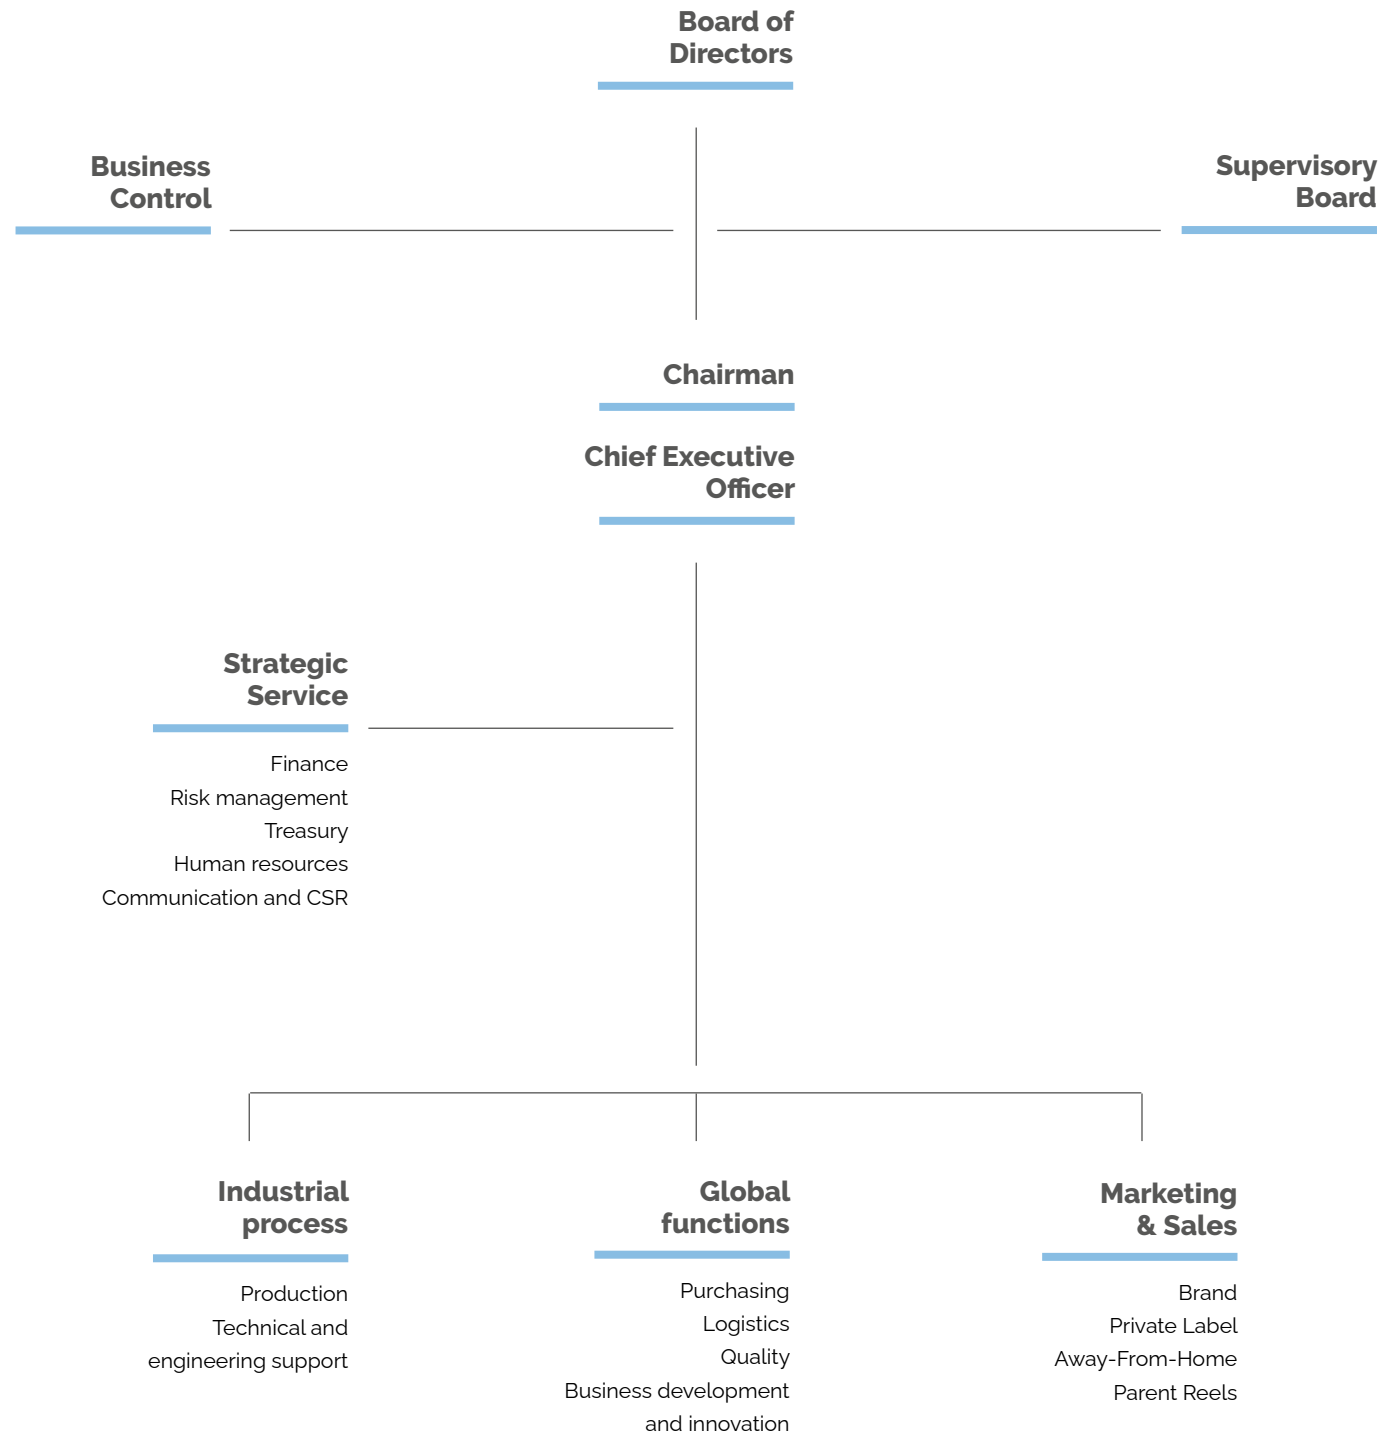 Board of
Directors
Business
Control
Supervisory
Board
Chairman
Chief Executive
Officer
Strategic
Service
Finance
Risk management
Treasury
Human resources
Communication and CSR
Industrial
process
Production
Technical and
engineering support
Global
functions
Purchasing
Logistics
Quality
Business development
and innovation
Marketing
& Sales
Brand
Private Label
Away-From-Home
Parent Reels